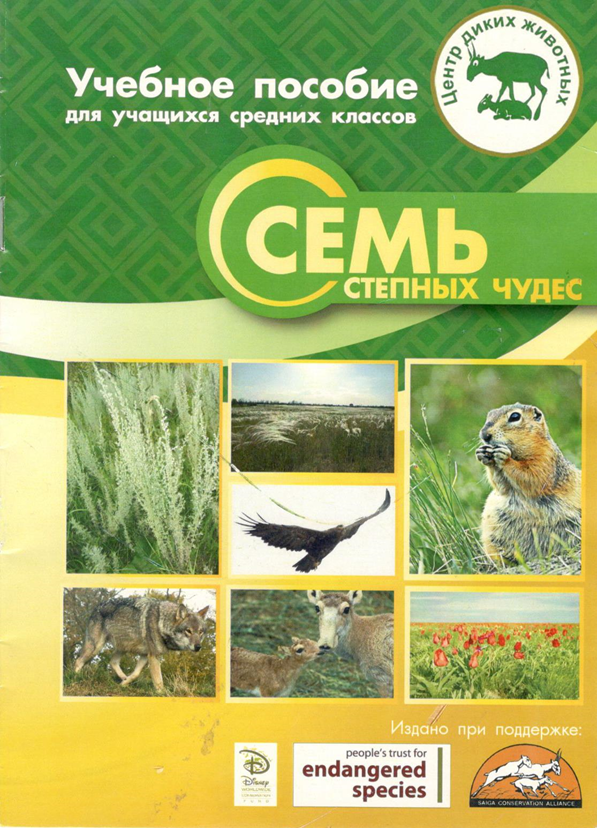 Учебное пособие
для учащихся средних классов
Центр диких животных
СЕМЬ
СТЕПНЫХ ЧУДЕС
Издано при поддержке:
Disney
people's trust for
endangered
species
SAIGA CONSERVATION ALLIANCE